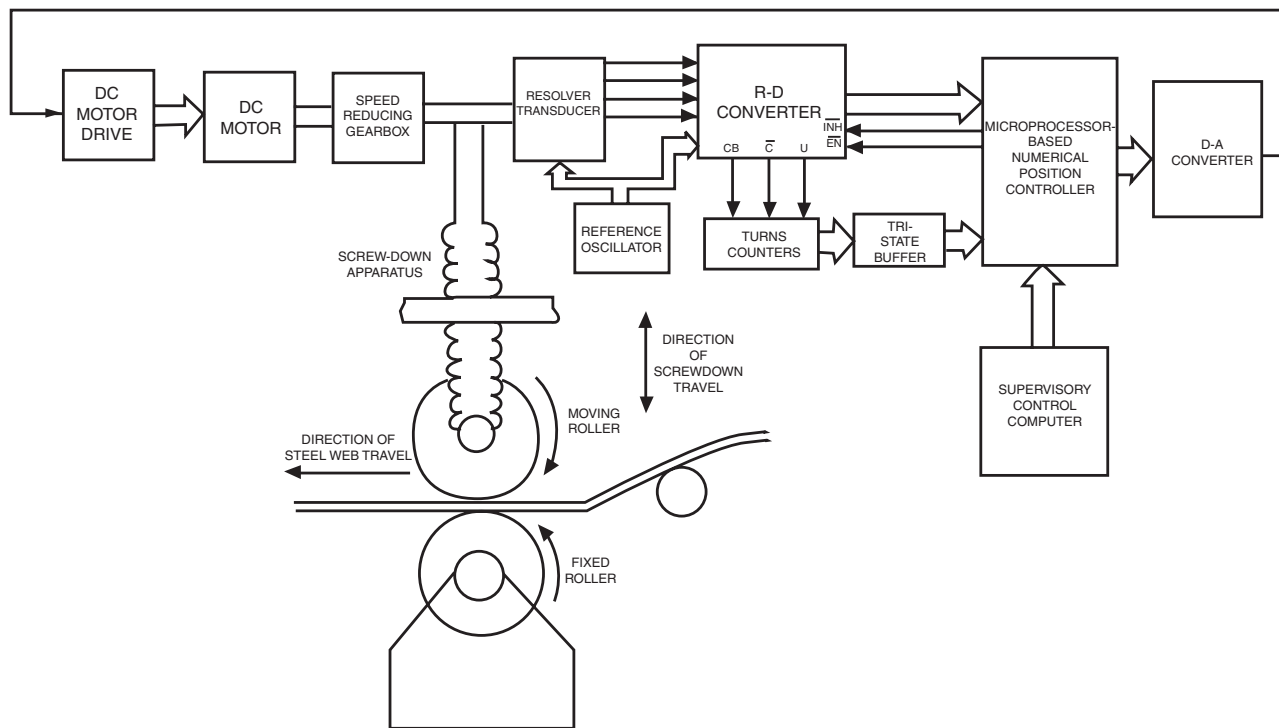 DC
MOTOR
DRIVE
DC
MOTOR
SPEED
REDUCING
GEARBOX
RESOLVER
TRANSDUCER
R-D
CONVERTER
INH
EN
CB
C
U
MICROPROCESSOR-
BASED
NUMERICAL
POSITION
CONTROLLER
D-A
CONVERTER
REFERENCE
OSCILLATOR
TURNS
COUNTERS
TRI-
STATE
BUFFER
SCREW-DOWN
APPARATUS
DIRECTION
OF
SCREWDOWN
TRAVEL
SUPERVISORY
CONTROL
COMPUTER
MOVING
ROLLER
DIRECTION OF
STEEL WEB TRAVEL
FIXED
ROLLER